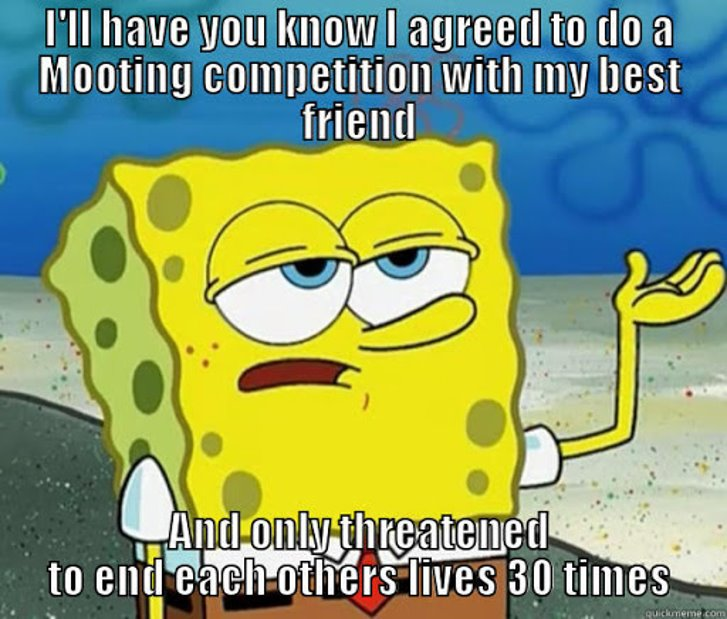 I'll have you know I agreed to do a
Mooting competition with my best
friend
And only threatened
to end each others lives 30 times
quickmeme.com